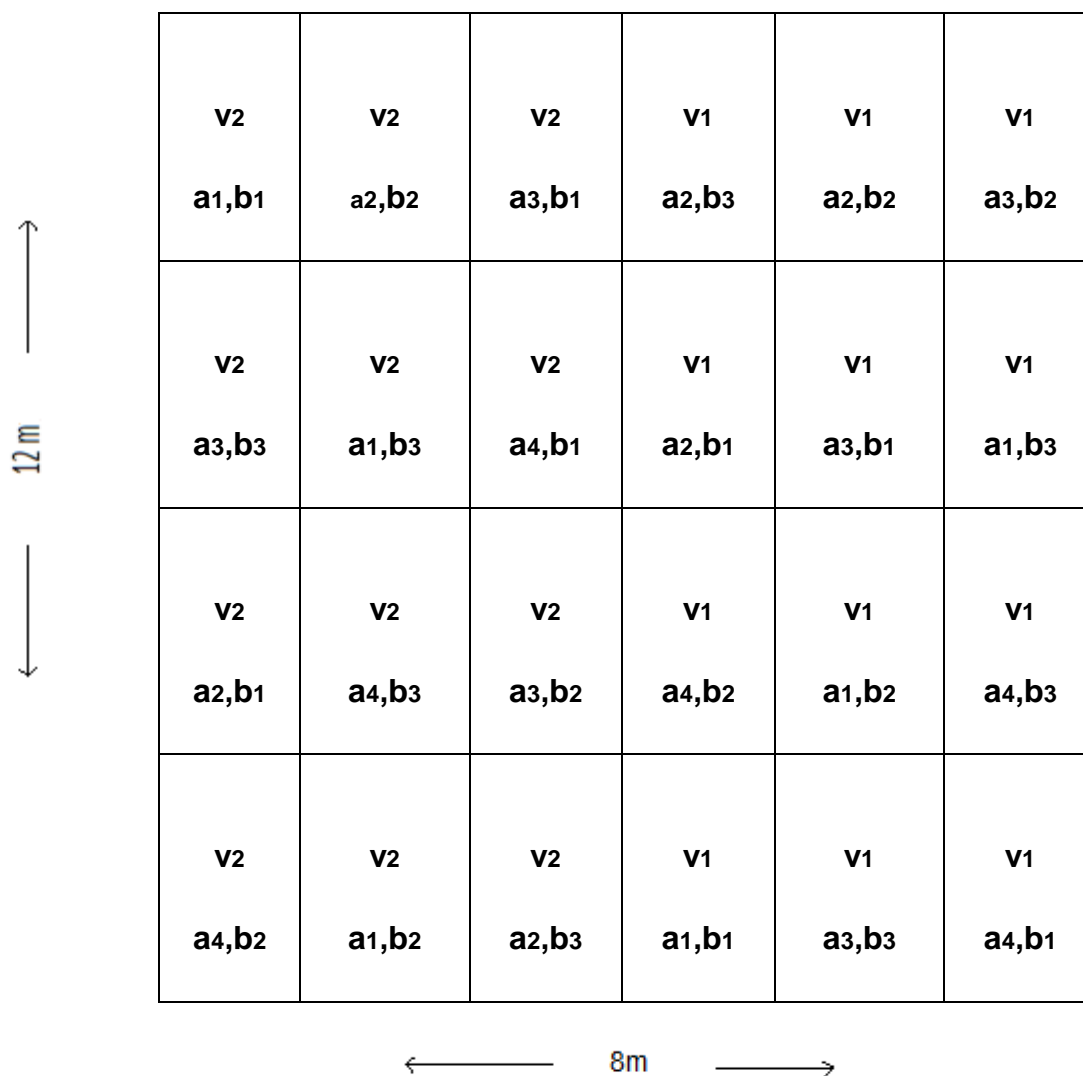 v2 v2 v2 v1 v1 v1
a1,b1 a2,b2 a3,b1 a2,b3 a2,b2 a3,b2
v2 v2 v2 v1 v1 v1
a3,b3 a1,b3 a4,b1 a2,b1 a3,b1 a1,b3
12 m
v2 v2 v2 v1 v1 v1
a2,b1 a4,b3 a3,b2 a4,b2 a1,b2 a4,b3
v2 v2 v2 v1 v1 v1
a4,b2 a1,b2 a2,b3 a1,b1 a3,b3 a4,b1
8m